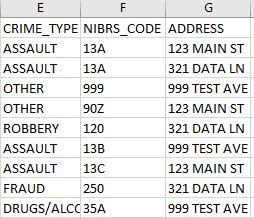 E F G
CRIME_TYPE NIBRS_CODE ADDRESS
ASSAULT 13A 123 MAIN ST
ASSAULT 13A 321 DATA LN
OTHER 999 999 TEST AVE
OTHER 90Z 123 MAIN ST
ROBBERY 120 321 DATA LN
ASSAULT 13B 999 TEST AVE
ASSAULT 13C 123 MAIN ST
FRAUD 250 321 DATA LN
DRUGS/ALCO 35A 999 TEST AVE